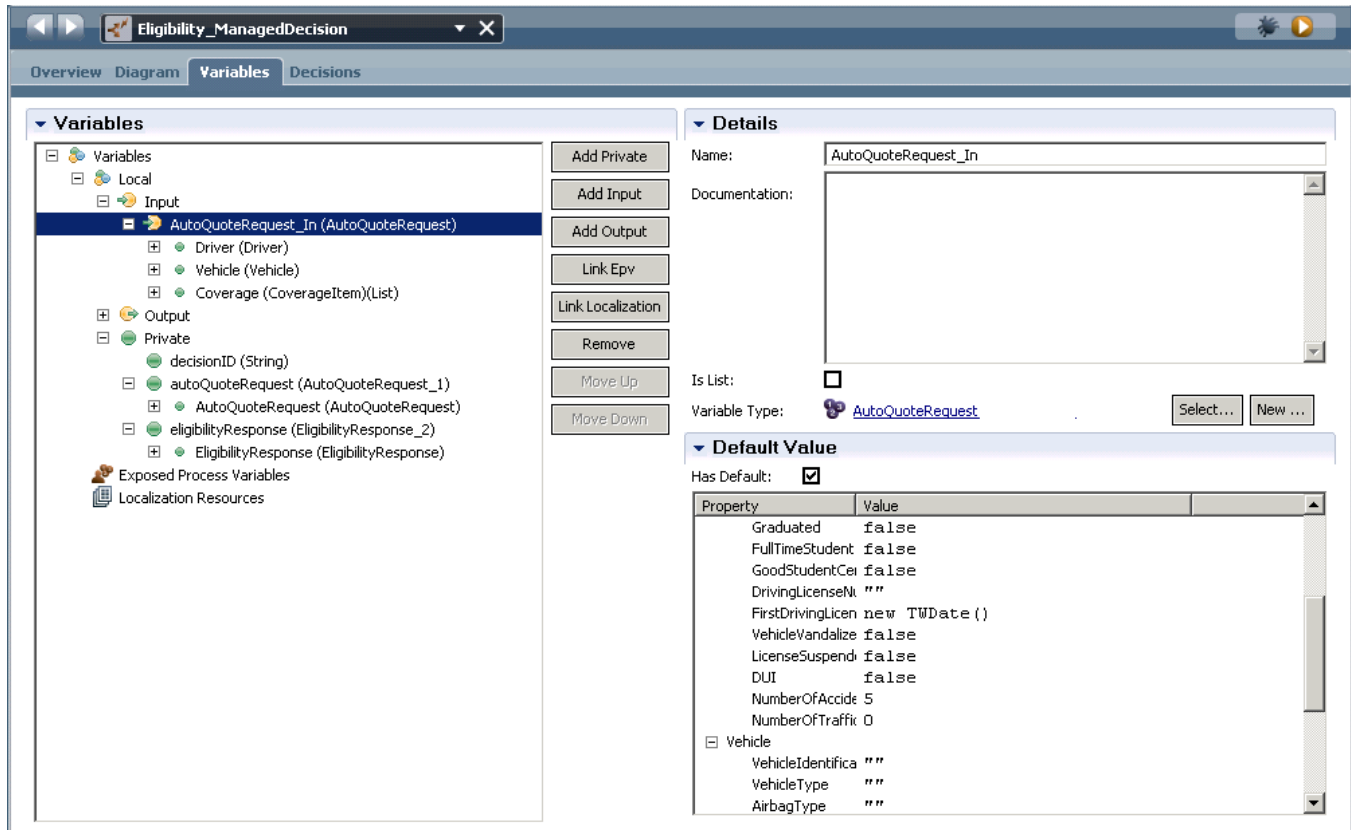 Eligibility_ManagedDecision
Overview Diagram Variables Decisions
Variables
Variables
Local
Input
AutoQuoteRequest_In (AutoQuoteRequest)
Driver (Driver)
Vehicle (Vehicle)
Coverage (CoverageItem)(List)
Output
Private
decisionID (String)
autoQuoteRequest (AutoQuoteRequest_1)
AutoQuoteRequest (AutoQuoteRequest)
eligibilityResponse (EligibilityResponse_2)
EligibilityResponse (EligibilityResponse)
Exposed Process Variables
Localization Resources
Add Private
Add Input
Add Output
Link Epv
Link Localization
Remove
Move Up
Move Down
Details
Name: AutoQuoteRequest_In
Documentation:
Is List:
Variable Type: AutoQuoteRequest Select... New ...
Default Value
Has Default:
Property Value
Graduated false
FullTimeStudent false
GoodStudentCer false
DrivingLicenseNu ""
FirstDrivingLicen new TWDate()
VehicleVandalize false
LicenseSuspend false
DUI false
NumberOfAccide 5
NumberOfTraffic 0
Vehicle
VehicleIdentifica ""
VehicleType ""
AirbagType ""